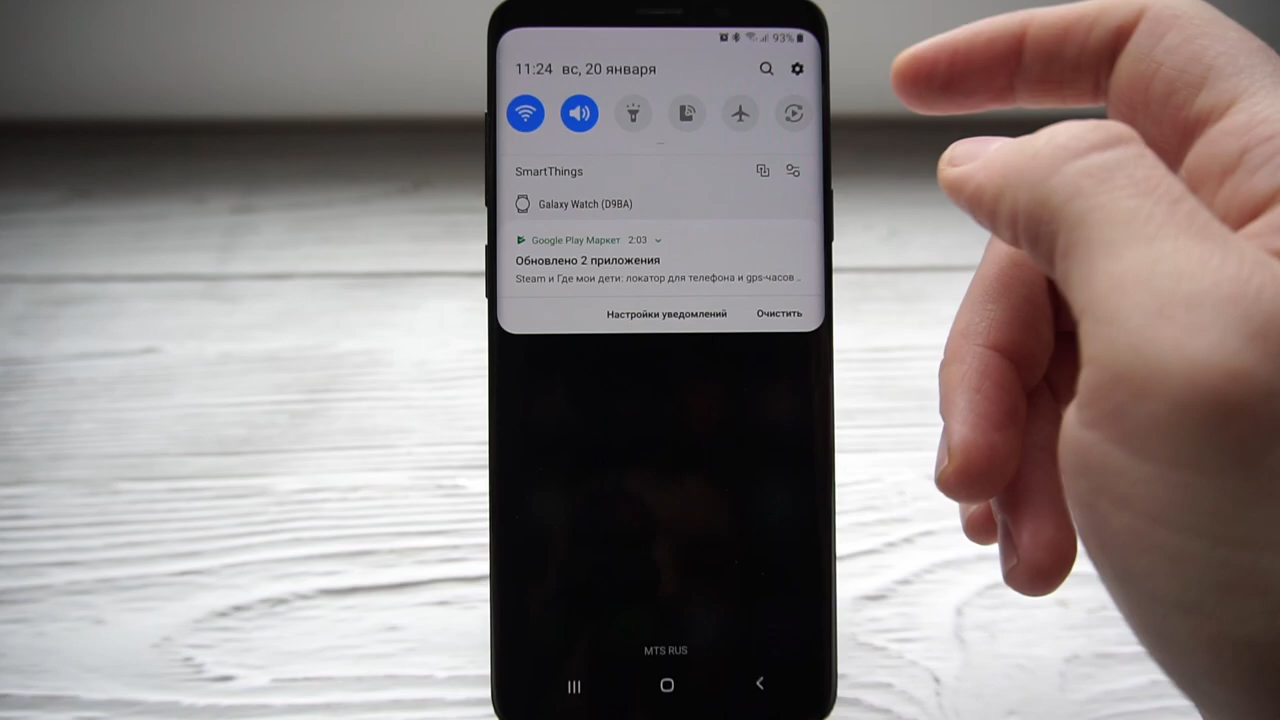 93%
11:24 вс, 20 января
SmartThings
Galaxy Watch (D9BA)
Google Play Маркет 2:03
Обновлено 2 приложения
Steam и Где мои дети: локатор для телефона и gps-часов ..
Настройки уведомлений Очистить
MTS RUS